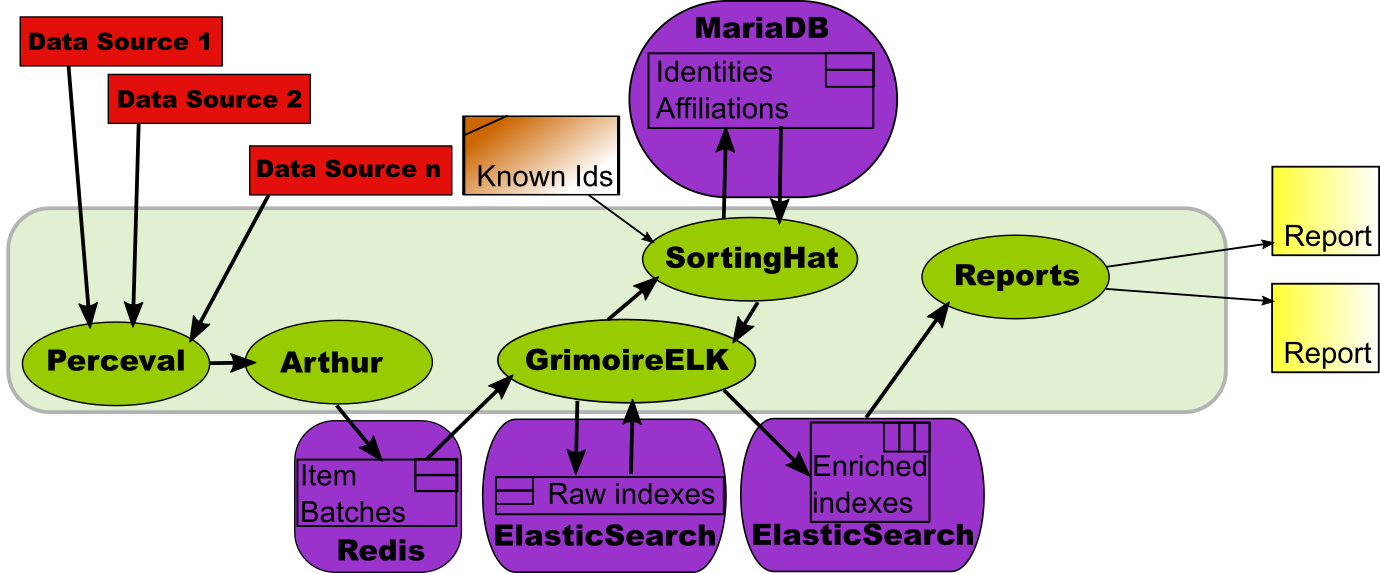 MariaDB
Data Source 1
Identities
Data Source 2
Affiliations
Data Source n
Known Ids
Report
SortingHat
Reports
Report
Perceval
Arthur
GrimoireELK
Item
Batches
Redis
Raw indexes
ElasticSearch
Enriched
indexes
ElasticSearch